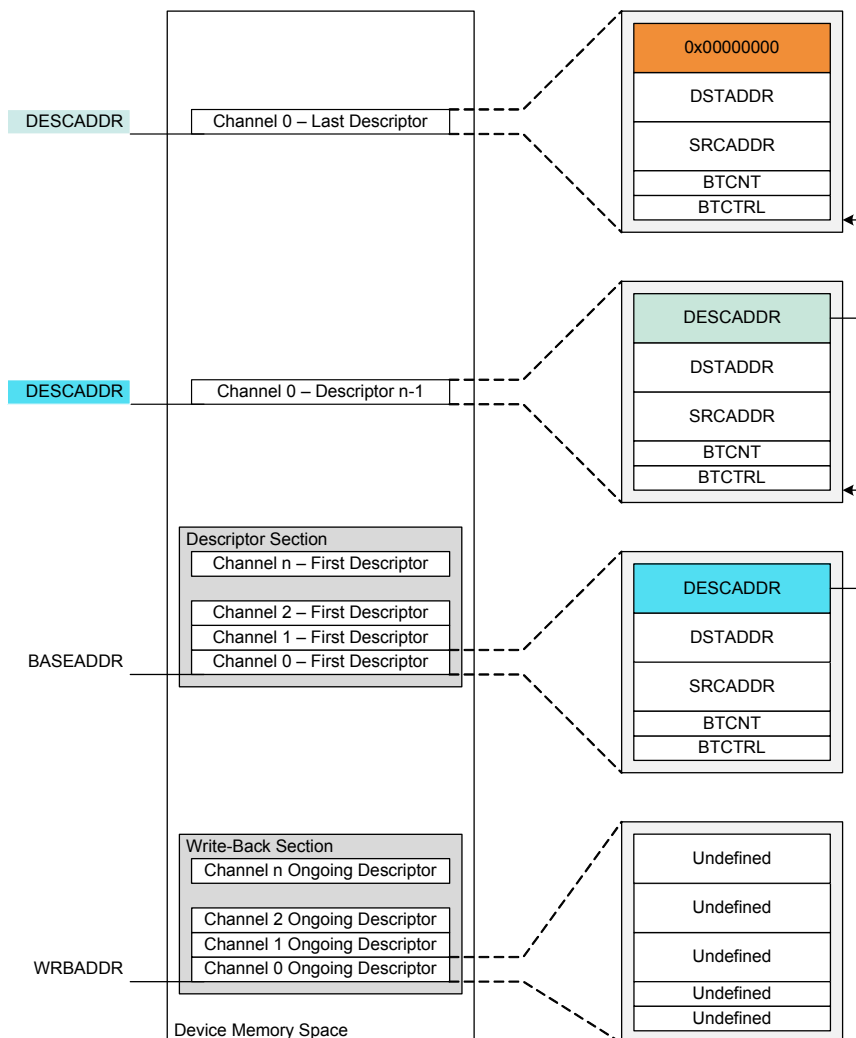 DESCADDR
Channel 0 – Last Descriptor
0x00000000
DSTADDR
SRCADDR
BTCNT
BTCTRL
DESCADDR
Channel 0 – Descriptor n-1
DESCADDR
DSTADDR
SRCADDR
BTCNT
BTCTRL
Descriptor Section
Channel n – First Descriptor
Channel 2 – First Descriptor
Channel 1 – First Descriptor
BASEADDR
Channel 0 – First Descriptor
DESCADDR
DSTADDR
SRCADDR
BTCNT
BTCTRL
Write-Back Section
Channel n Ongoing Descriptor
Channel 2 Ongoing Descriptor
Channel 1 Ongoing Descriptor
WRBADDR
Channel 0 Ongoing Descriptor
Undefined
Undefined
Undefined
Undefined
Undefined
Device Memory Space